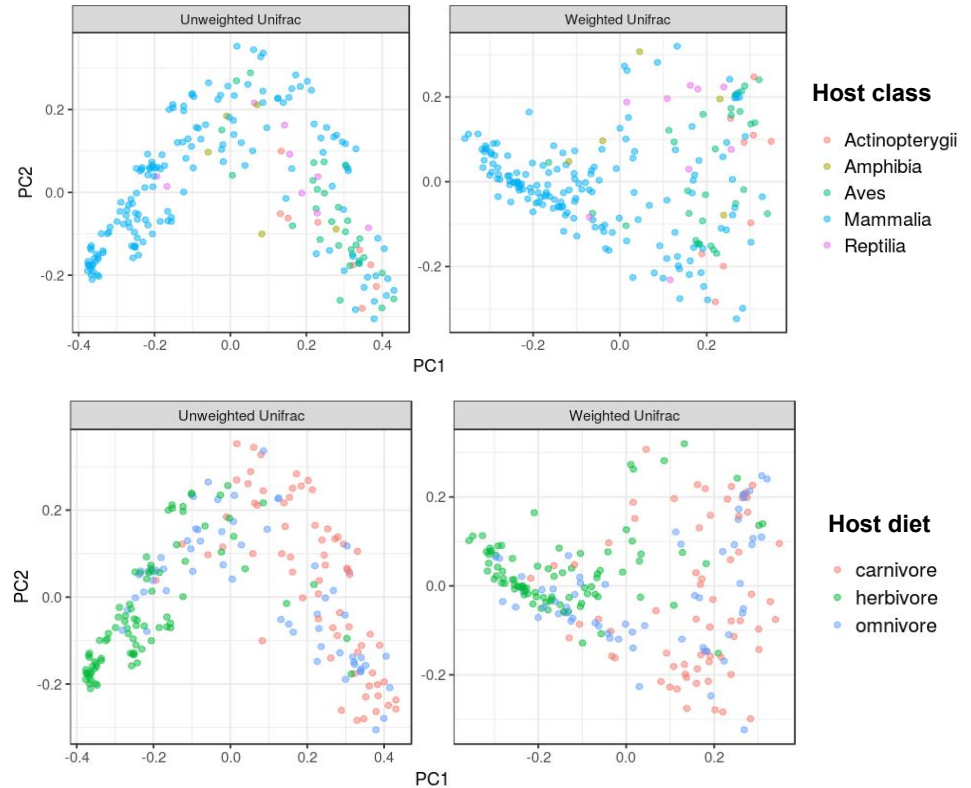 Unweighted Unifrac
Weighted Unifrac
PC2
0.2
0.0
-0.2
0.2
0.0
-0.2
-0.4
-0.2
0.0
0.2
0.4
-0.2
0.0
0.2
PC1
Host class
Actinopterygii
Amphibia
Aves
Mammalia
Reptilia
Unweighted Unifrac
Weighted Unifrac
PC2
0.2
0.0
-0.2
0.2
0.0
-0.2
-0.4
-0.2
0.0
0.2
0.4
-0.2
0.0
0.2
PC1
Host diet
carnivore
herbivore
omnivore